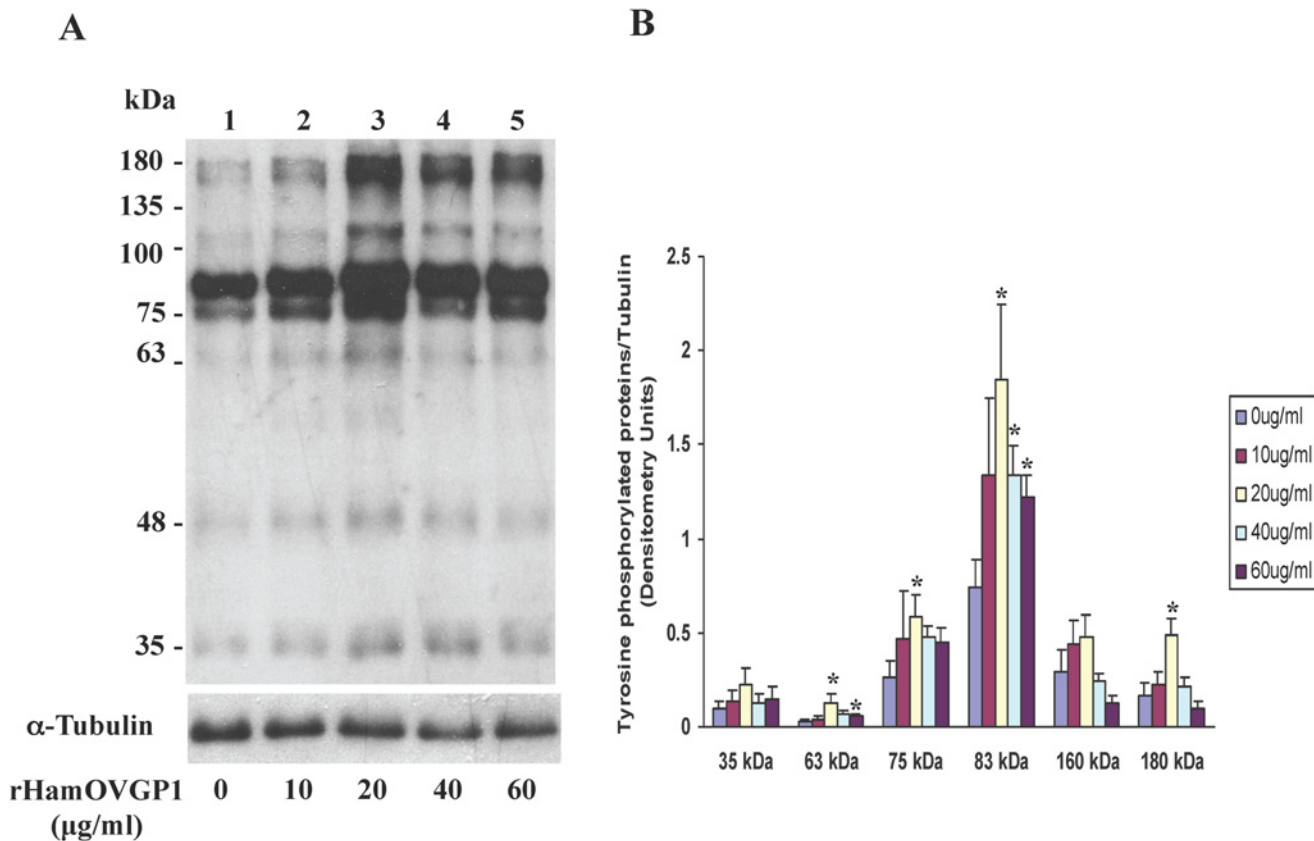 A
kDa
1 2 3 4 5
180 -
135 -
100 -
75 -
63 -
48 -
35 -
α-Tubulin
rHamOVGP1 0 10 20 40 60
(µg/ml)
B
Tyrosine phosphorylated proteins/Tubulin
(Densitometry Units)
2.5
2
1.5
1
0.5
0
* * * * * * *
35 kDa 63 kDa 75 kDa 83 kDa 160 kDa 180 kDa
0ug/ml
10ug/ml
20ug/ml
40ug/ml
60ug/ml